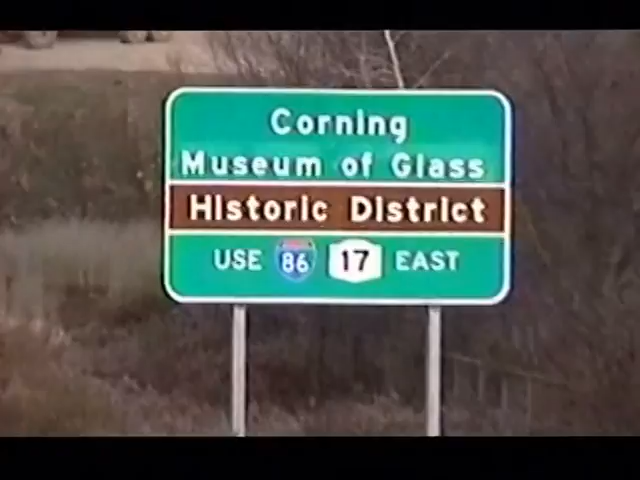 Corning
Museum of Glass
Historic District
USE 86 17 EAST